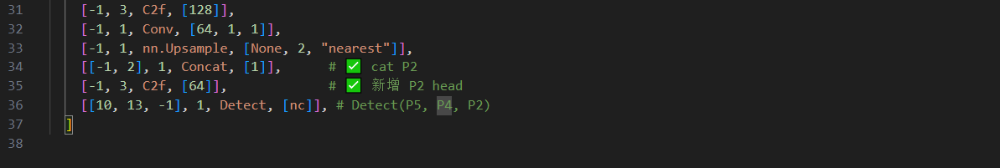 31 [-1, 3, C2f, [128]],
32 [-1, 1, Conv, [64, 1, 1]],
33 [-1, 1, nn.Upsample, [None, 2, "nearest"]],
34 [[-1, 2], 1, Concat, [1]], # ✅ cat P2
35 [-1, 3, C2f, [64]], # ✅ 新增 P2 head
36 [[10, 13, -1], 1, Detect, [nc]], # Detect(P5, P4, P2)
37 ]
38